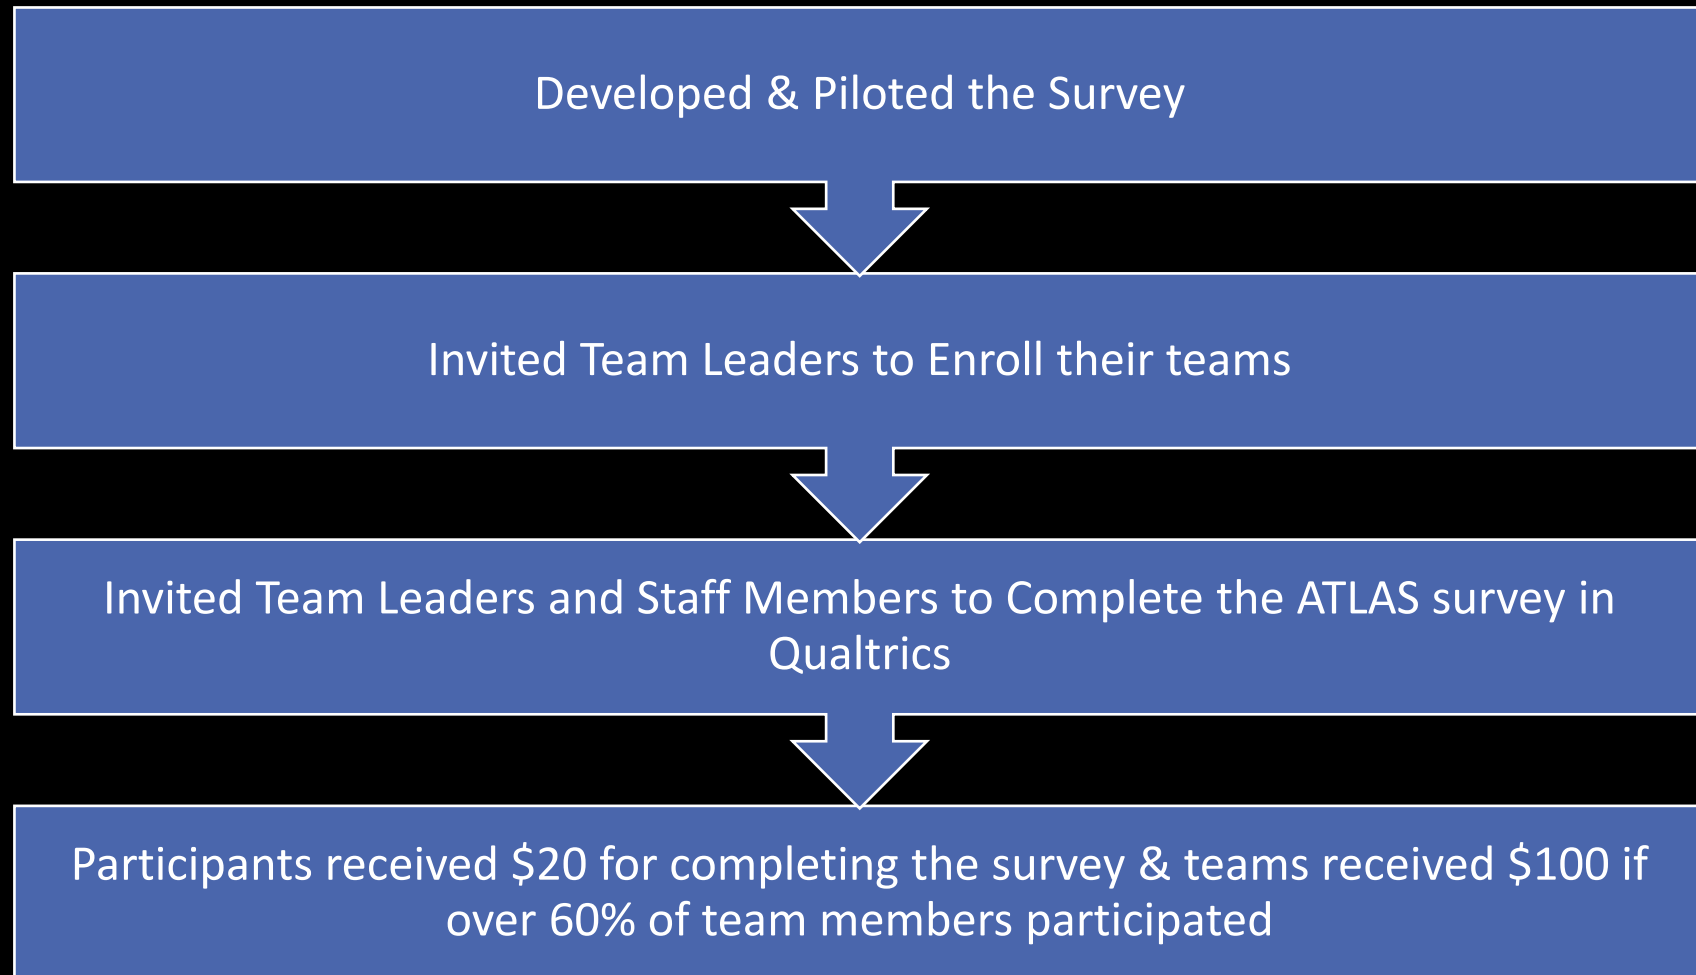 Developed & Piloted the Survey
Invited Team Leaders to Enroll their teams
Invited Team Leaders and Staff Members to Complete the ATLAS survey in
Qualtrics
Participants received $20 for completing the survey & teams received $100 if
over 60% of team members participated